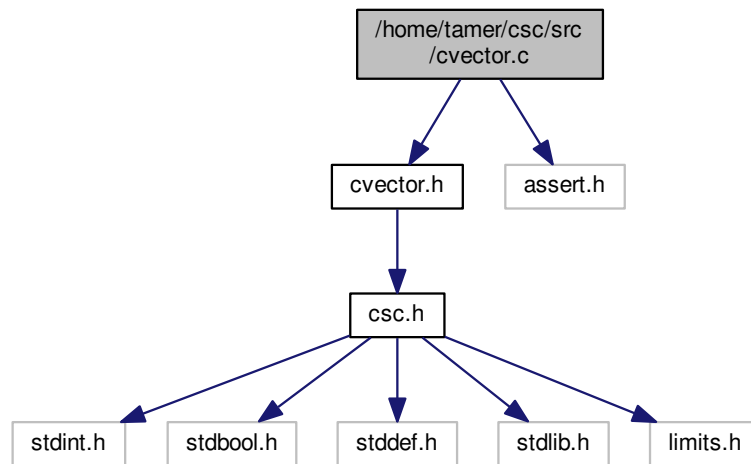 /home/tamer/csc/src
/cvector.c
cvector.h
assert.h
csc.h
stdint.h
stdbool.h
stddef.h
stdlib.h
limits.h